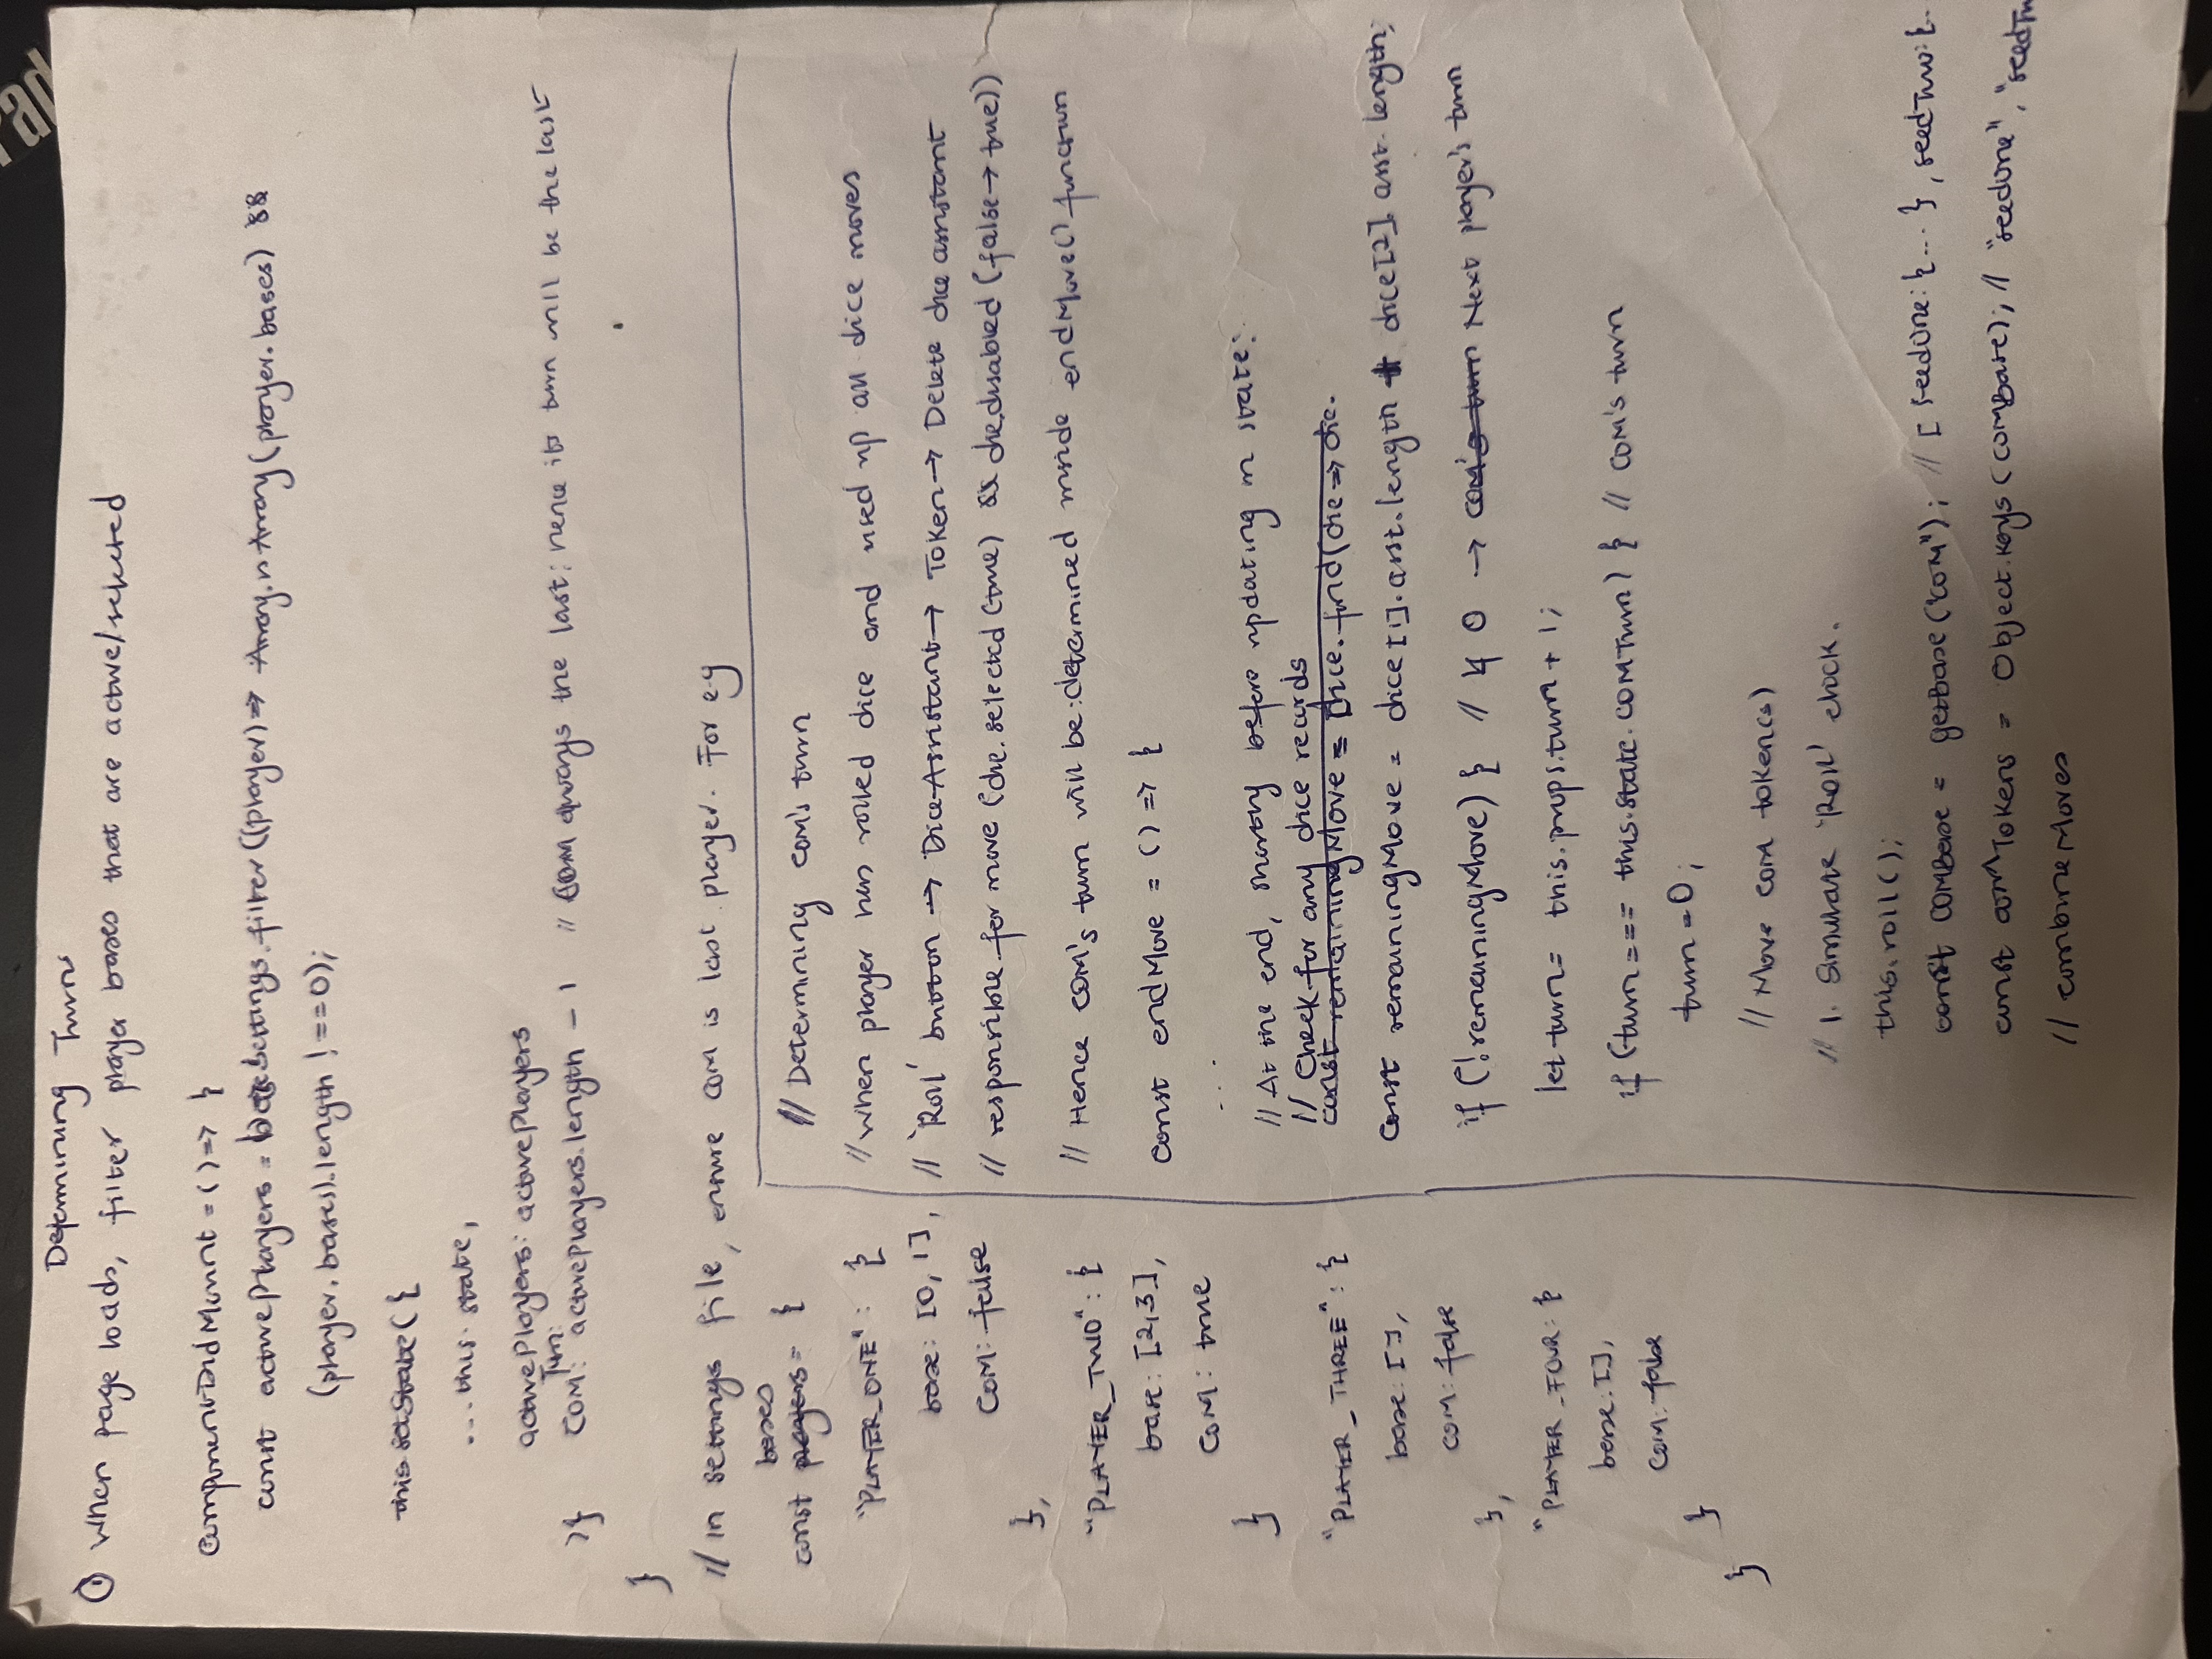 Determining Turns
① When page loads, filter player bases that are active/selected
componentDidMount = () => {
const activePlayers = baseSettings.filter((player) => Array.isArray(player.bases) &&
(player.bases).length !==0);
this.setState({
...this.state,
activePlayers: activePlayers
COMTurn: activePlayers.length - 1 // COM always the last; hence its turn will be the last
)}
}
// In settings file, ensure COM is last player. For e.g
bases
const players = {
"PLAYER_ONE": {
base: [0, 1],
COM: false
},
"PLAYER_TWO": {
base: [2,3],
COM: true
}
"PLAYER_THREE": {
base: [],
COM: false
},
"PLAYER_FOUR: {
base: [],
COM: false
}
}
// Determining COM's turn
// When player has rolled dice and used up all dice moves
// 'Roll' button → Dice Assistant → Token → Delete dice assistant
// responsible for move (die.selected (true) && die.disabled (false → true))
// Hence COM's turn will be determined inside endMove() function
const endMove = () => {
...
// At the end, shortly before updating in state:
// Check for any dice records
const remainingMove = dice.find(die => die.
const remainingMove = dice[1].asst.length + dice[2].asst.length;
if (!remainingMove) { // 0 → COM's turn Next player's turn
let turn = this.props.turn + 1;
if (turn === this.state.COMTurn) { // COM's turn
turn = 0;
// Move COM token(s)
// 1. Simulate 'Roll' click.
this.roll();
const COMBase = getBase("COM"); // [ seedOne: {... }, seedTwo: {..
const COMTokens = Object.keys(COMBase); // "seedOne", "seedTw
// combineMoves